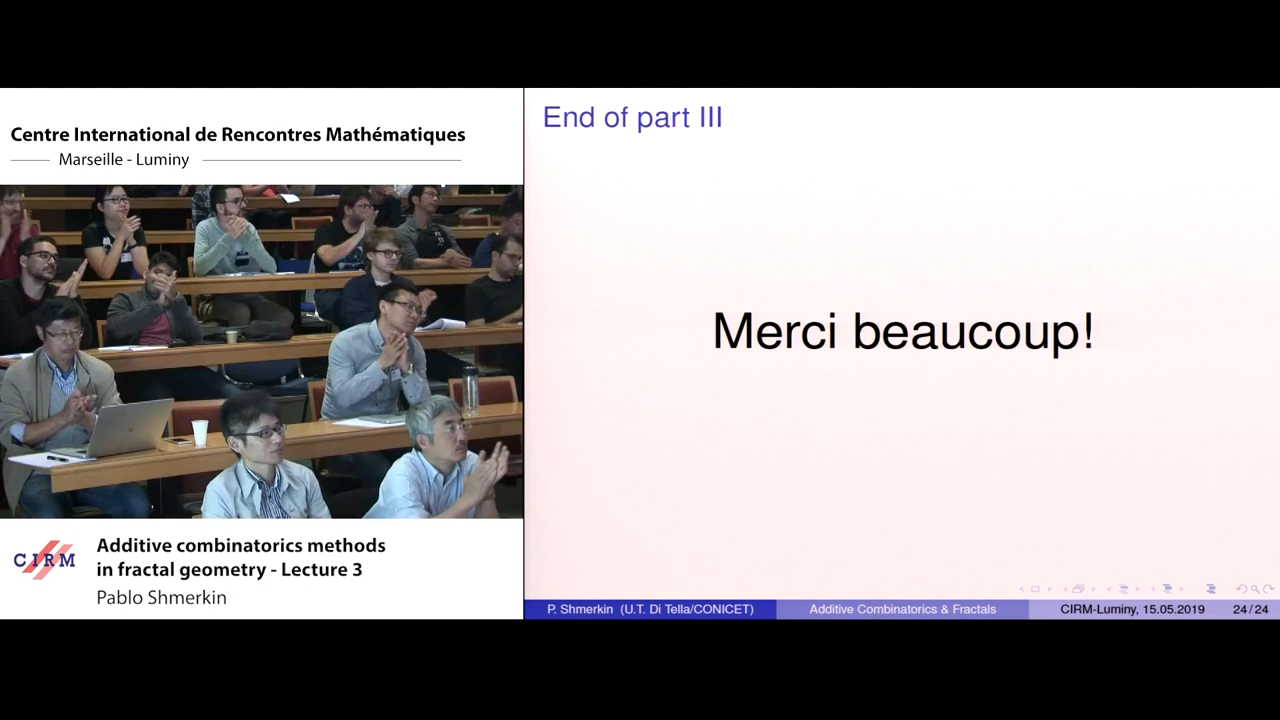 Centre International de Rencontres Mathématiques
Marseille - Luminy
CIRM
Additive combinatorics methods
in fractal geometry - Lecture 3
Pablo Shmerkin
End of part III
Merci beaucoup!
P. Shmerkin (U.T. Di Tella/CONICET)
Additive Combinatorics & Fractals
CIRM-Luminy, 15.05.2019
24/24